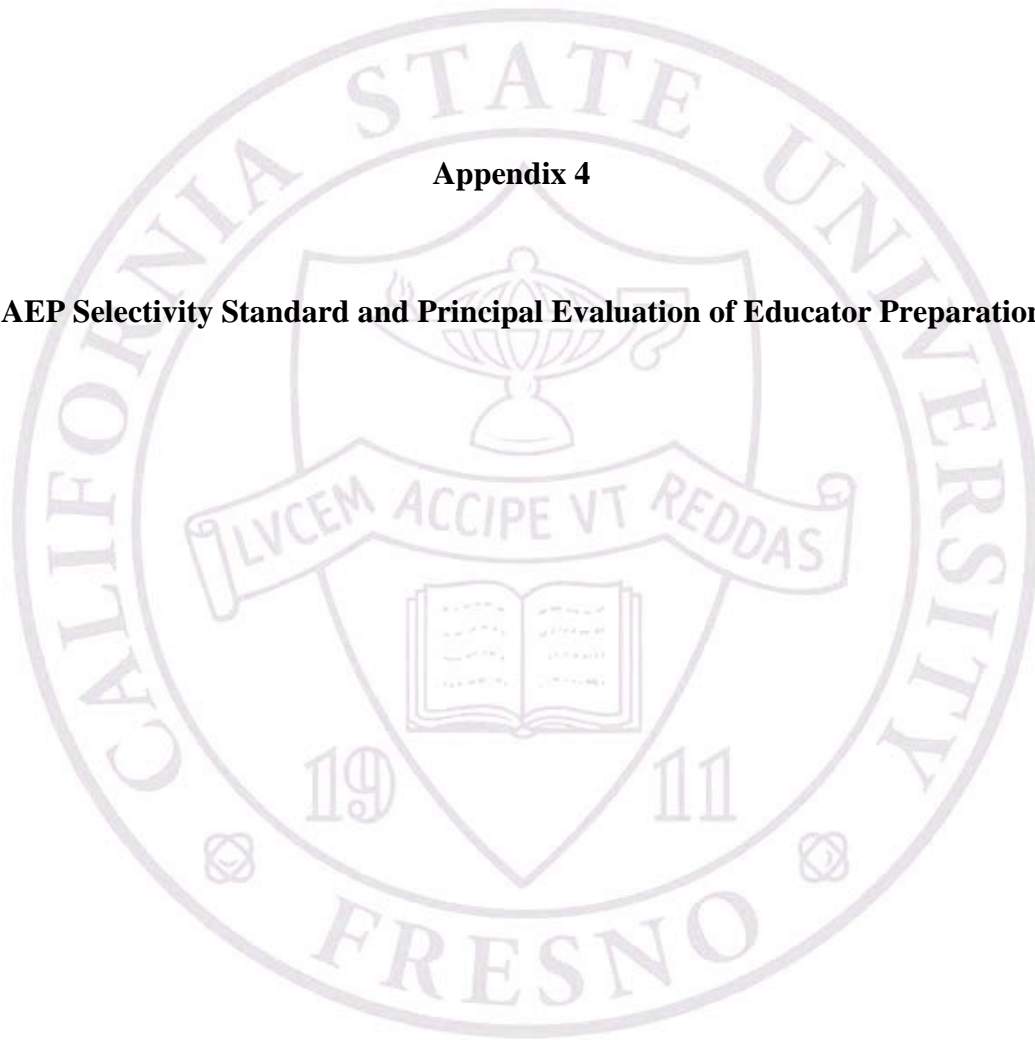 Appendix 4
AEP Selectivity Standard and Principal Evaluation of Educator Preparation
CALIFORNIA STATE UNIVERSITY
LVCEM ACCIPE VT REDDAS
19 11
FRESNO